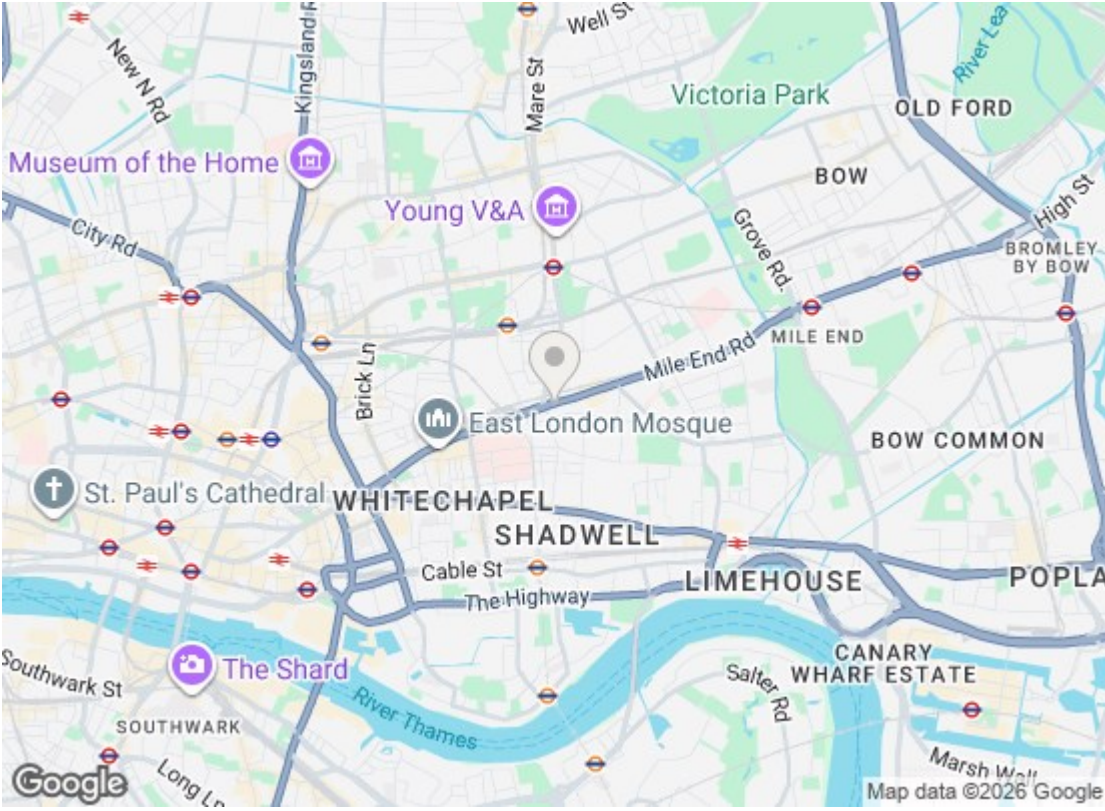 Well St
New N Rd
Kingsland R
Mare St
River Lea
Victoria Park
OLD FORD
Museum of the Home
BOW
Young V&A
High St
City Rd
Grove Rd.
BROMLEY
BY BOW
MILE END
Brick Ln
Mile End Rd
East London Mosque
BOW COMMON
St. Paul's Cathedral
WHITECHAPEL
SHADWELL
Cable St
LIMEHOUSE
POPLA
The Highway
Southwark St
The Shard
CANARY
WHARF ESTATE
Salter Rd
River Thames
SOUTHWARK
Marsh Wall
Long Ln
Google
Map data ©2026 Google